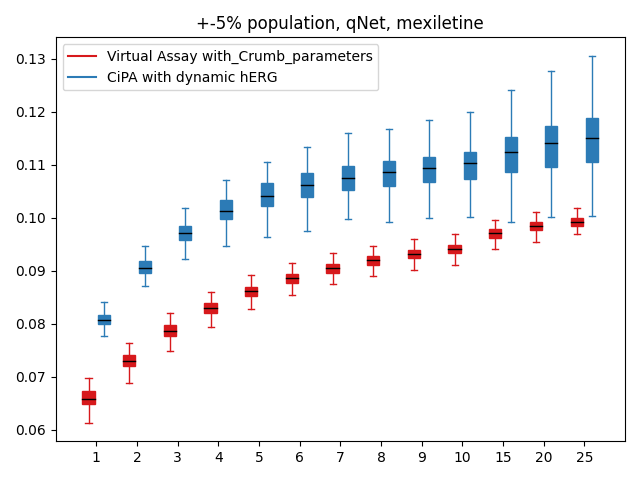 +-5% population, qNet, mexiletine
Virtual Assay with_Crumb_parameters
CiPA with dynamic hERG
0.13
0.12
0.11
0.10
0.09
0.08
0.07
0.06
1 2 3 4 5 6 7 8 9 10 15 20 25